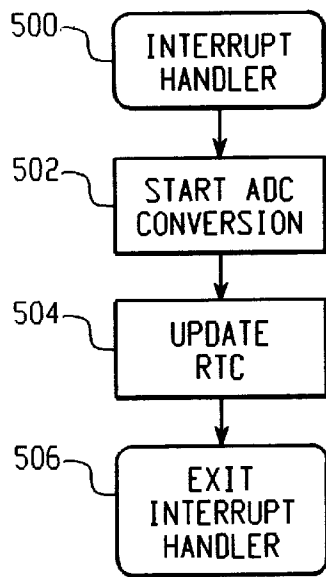 500
INTERRUPT
HANDLER
502
START ADC
CONVERSION
504
UPDATE
RTC
506
EXIT
INTERRUPT
HANDLER